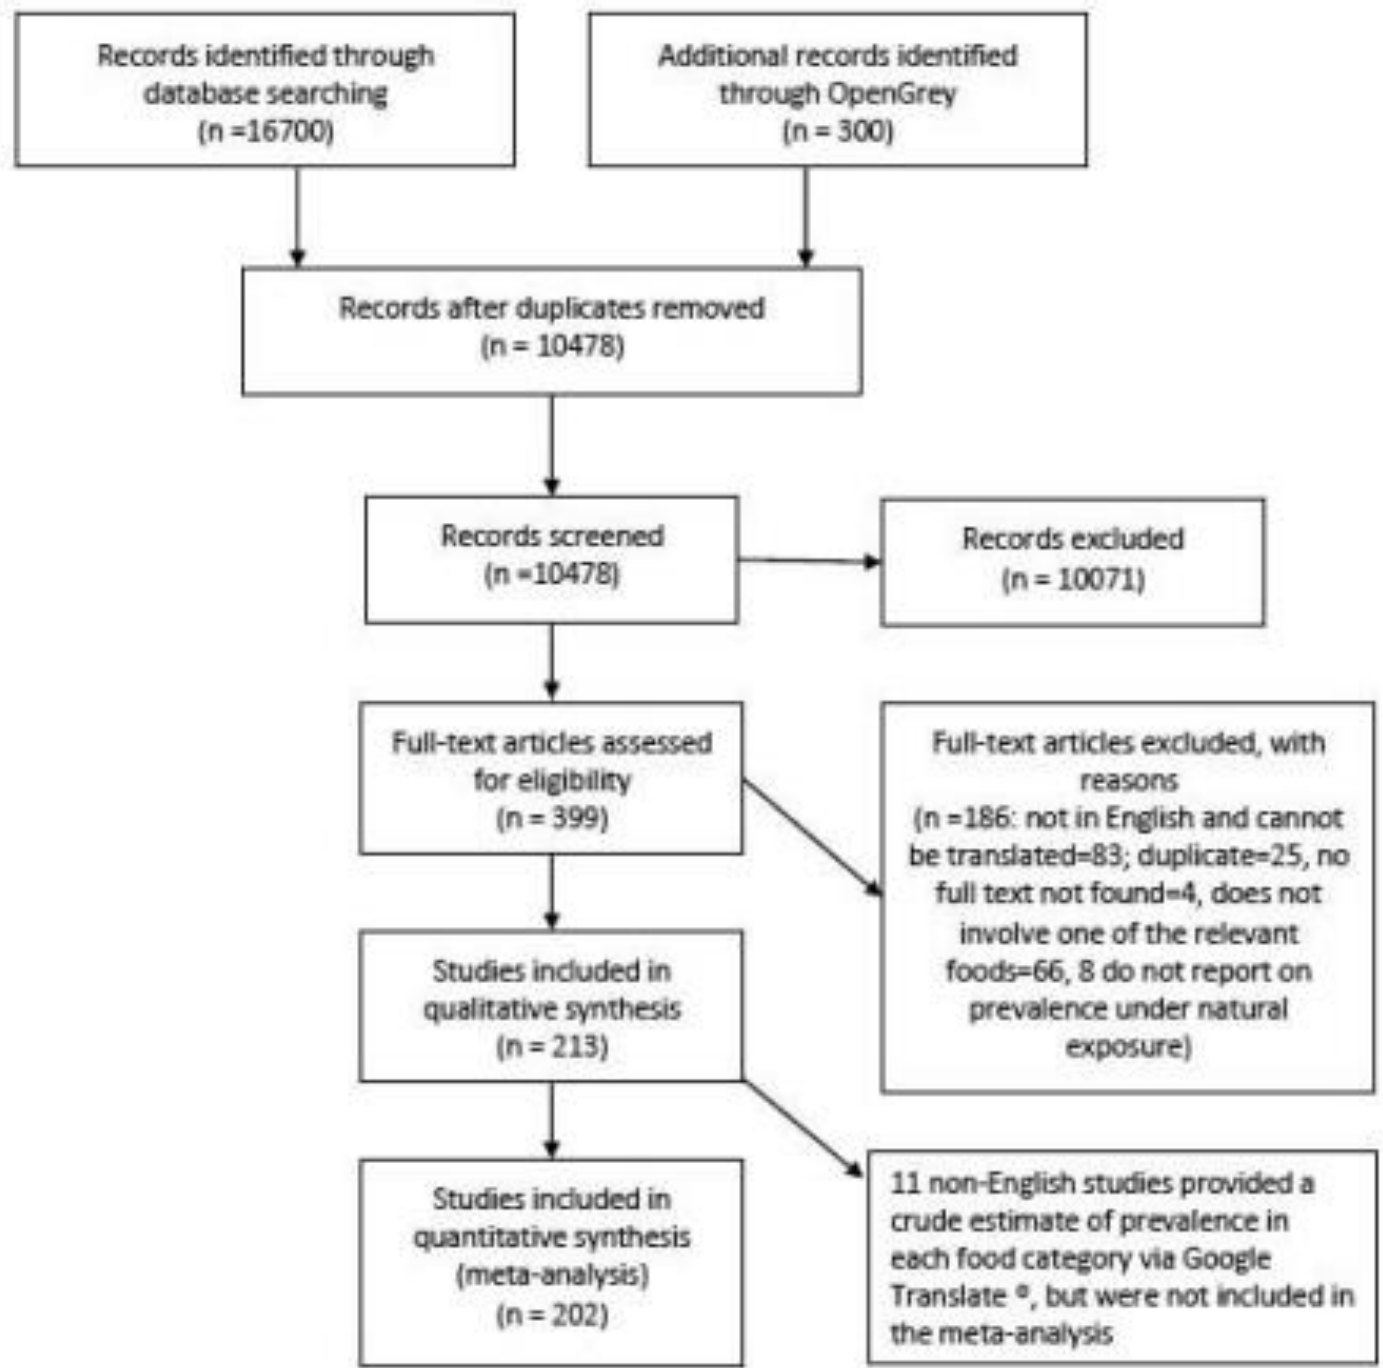 Records identified through
database searching
(n =16700)
Additional records identified
through OpenGrey
(n = 300)
Records after duplicates removed
(n = 10478)
Records screened
(n =10478)
Records excluded
(n = 10071)
Full-text articles assessed
for eligibility
(n = 399)
Full-text articles excluded, with
reasons
(n =186: not in English and cannot
be translated=83; duplicate=25, no
full text not found=4, does not
involve one of the relevant
foods=66, 8 do not report on
prevalence under natural
exposure)
Studies included in
qualitative synthesis
(n = 213)
11 non-English studies provided a
crude estimate of prevalence in
each food category via Google
Translate ®, but were not included in
the meta-analysis
Studies included in
quantitative synthesis
(meta-analysis)
(n = 202)